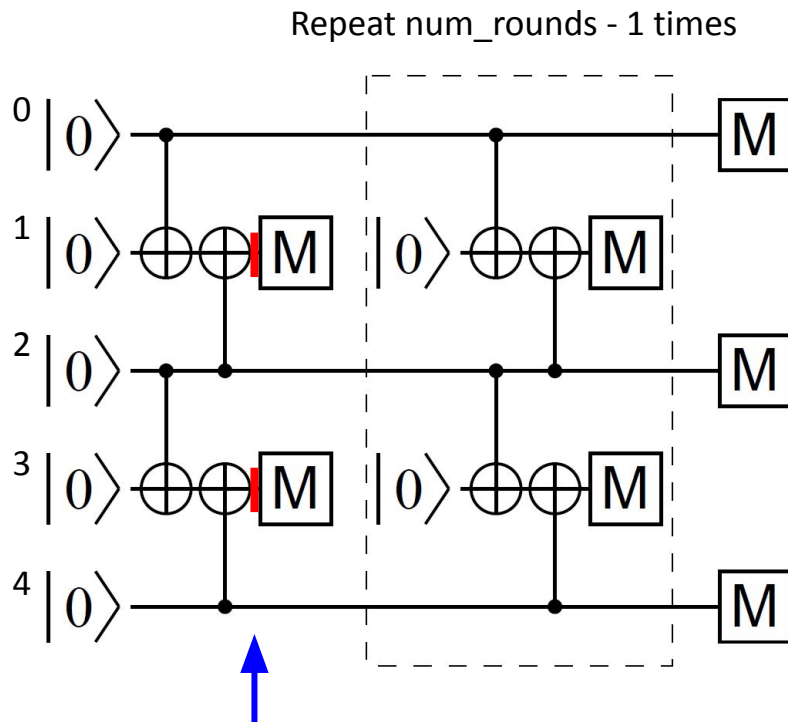 Repeat num_rounds - 1 times
0 |0⟩ M
1 |0⟩ M |0⟩ M
2 |0⟩ M
3 |0⟩ M |0⟩ M
4 |0⟩ M